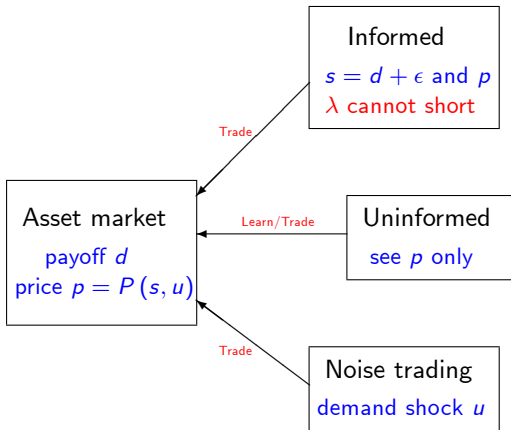 Informed
s = d + ϵ and p
λ cannot short
Trade
Asset market
payoff d
price p = P (s, u)
Learn/Trade
Uninformed
see p only
Trade
Noise trading
demand shock u